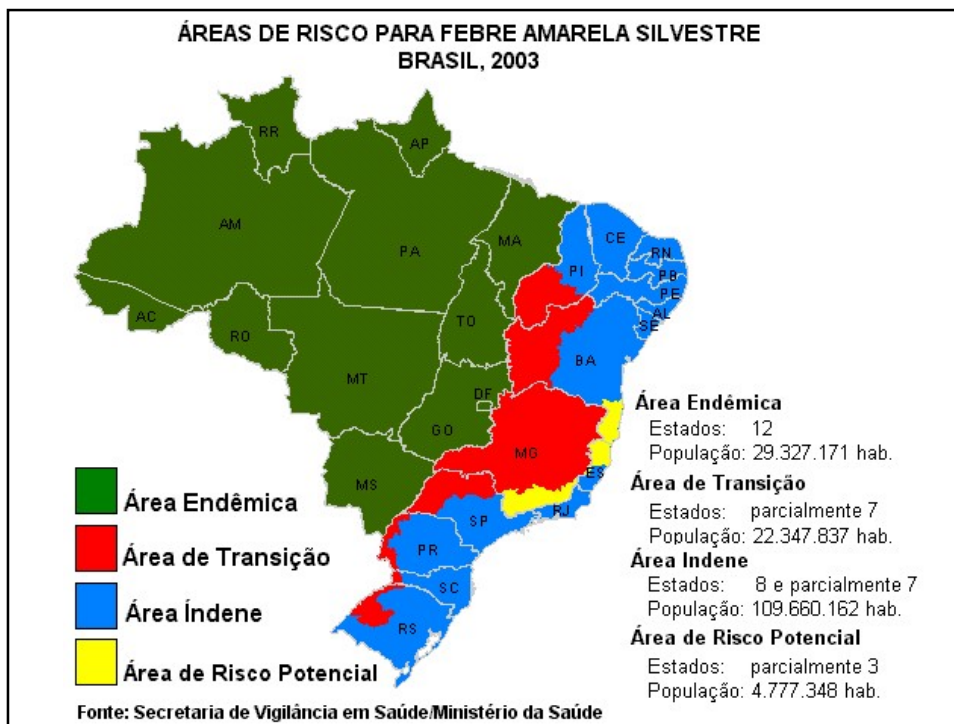 ÁREAS DE RISCO PARA FEBRE AMARELA SILVESTRE
BRASIL, 2003
RR
AP
AM
PA
MA
CE
RN
PI
PB
PE
AL
SE
AC
TO
RO
BA
MT
DF
GO
MG
ES
MS
SP
RJ
PR
SC
RS
Área Endêmica
Área de Transição
Área Índene
Área de Risco Potencial
Área Endêmica
Estados: 12
População: 29.327.171 hab.
Área de Transição
Estados: parcialmente 7
População: 22.347.837 hab.
Área Indene
Estados: 8 e parcialmente 7
População: 109.660.162 hab.
Área de Risco Potencial
Estados: parcialmente 3
População: 4.777.348 hab.
Fonte: Secretaria de Vigilância em Saúde/Ministério da Saúde